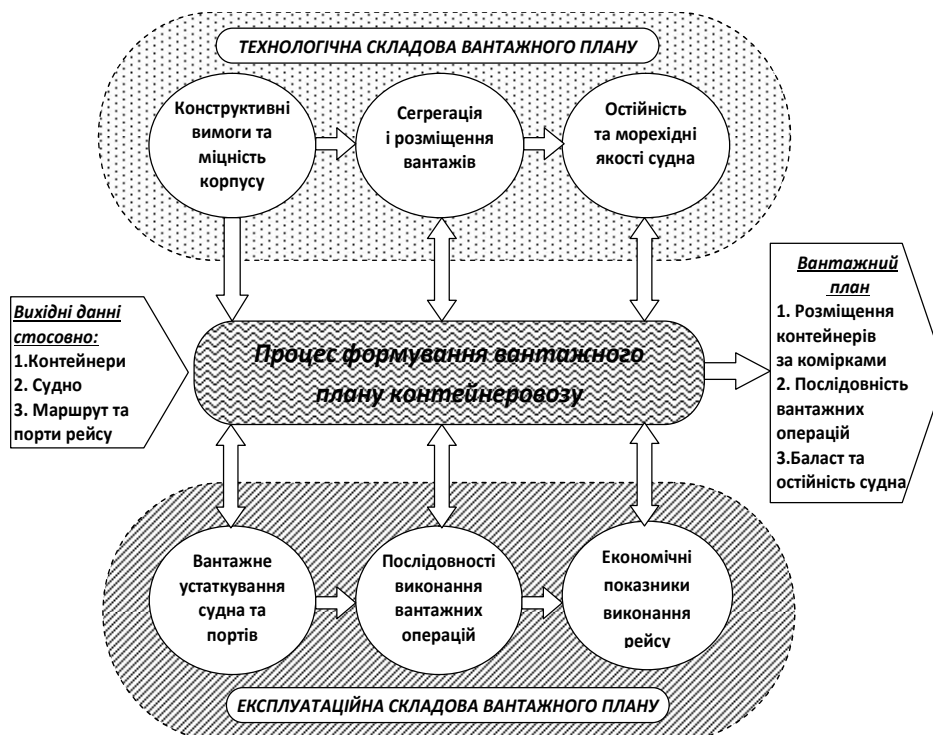 ТЕХНОЛОГІЧНА СКЛАДОВА ВАНТАЖНОГО ПЛАНУ
Конструктивні
вимоги та
міцність
корпусу
Сегрегація
і розміщення
вантажів
Остійність
та морехідні
якості судна
Вихідні данні
стосовно:
1.Контейнери
2. Судно
3. Маршрут та
порти рейсу
Процес формування вантажного
плану контейнеровозу
Вантажний
план
1. Розміщення
контейнерів
за комірками
2. Послідовність
вантажних
операцій
3.Баласт та
остійність судна
Вантажне
устаткування
судна та
портів
Послідовності
виконання
вантажних
операцій
Економічні
показники
виконання
рейсу
ЕКСПЛУАТАЦІЙНА СКЛАДОВА ВАНТАЖНОГО ПЛАНУ